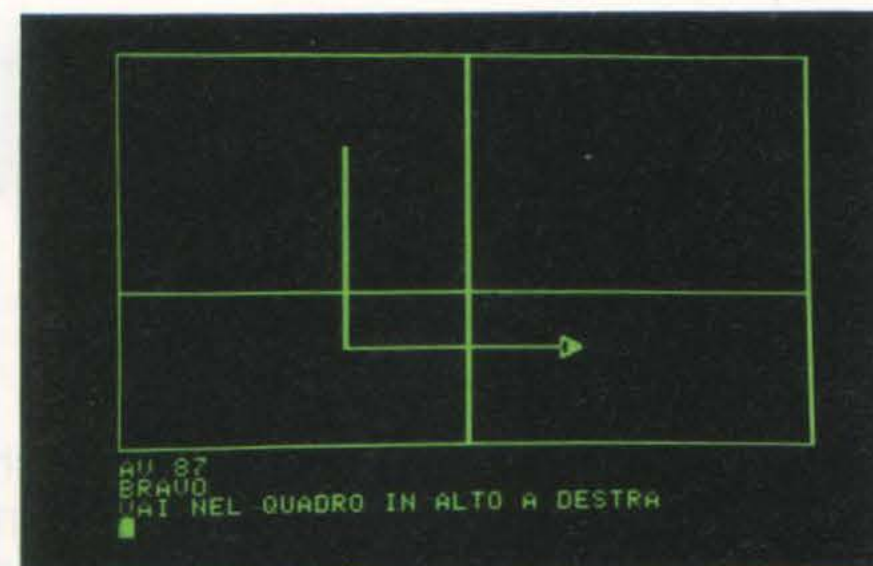 AV 87
BRAVO
VAI NEL QUADRO IN ALTO A DESTRA